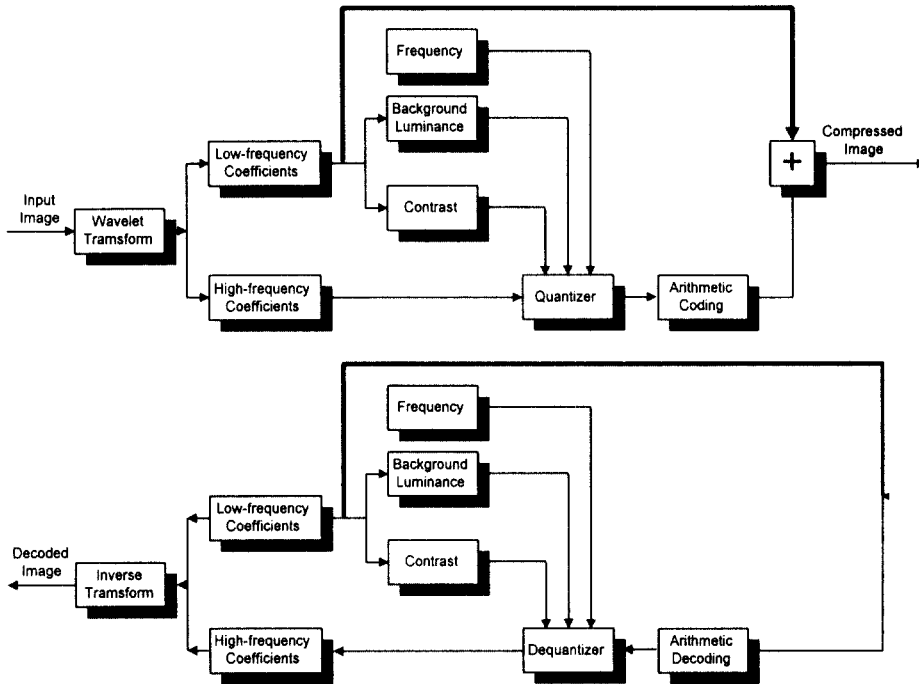 Frequency
Background
Luminance
Compressed
Image
Low-frequency
Coefficients
+
Input
Image
Contrast
Wavelet
Tramsform
High-frequency
Coefficients
Quantizer
Arithmetic
Coding
Frequency
Background
Luminance
Low-frequency
Coefficients
Decoded
Image
Contrast
Inverse
Transform
High-frequency
Coefficients
Dequantizer
Arithmetic
Decoding